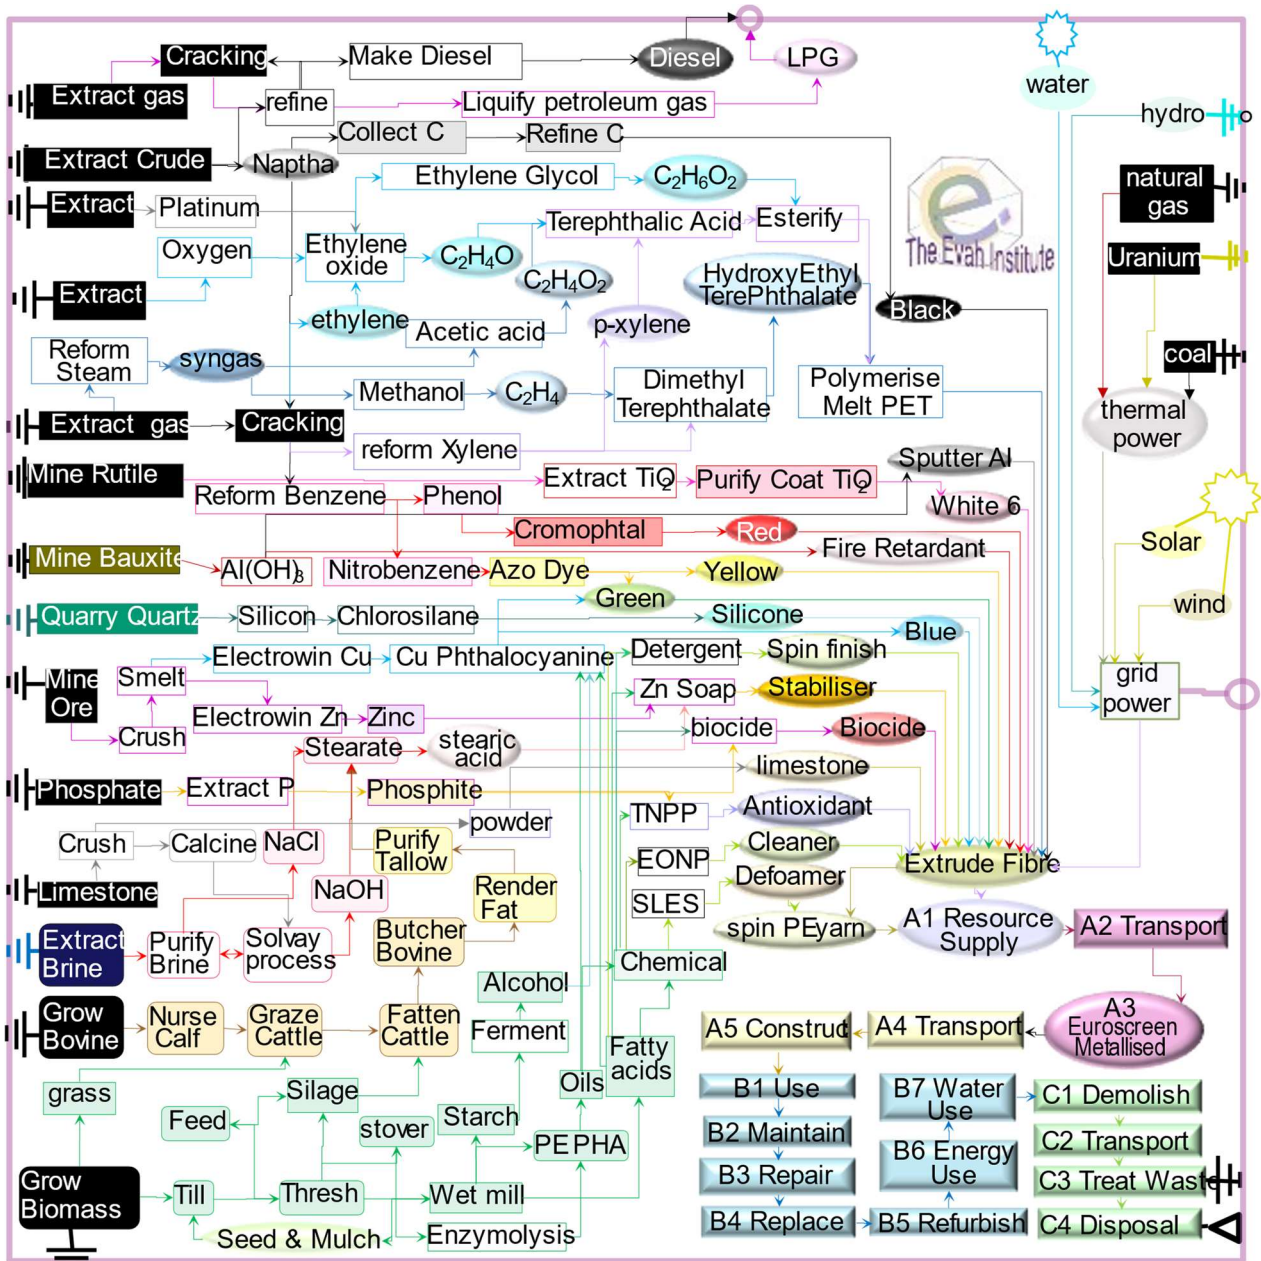 Cracking
Make Diesel
Diesel
LPG
water
Extract gas
refine
Liquify petroleum gas
hydro
Collect C
Refine C
Extract Crude
Naptha
natural
gas
Ethylene Glycol
C₂H₆O₂
Extract
Platinum
Terephthalic Acid
Esterify
The Evah Institute
Oxygen
Ethylene
oxide
C₂H₄O
C₂H₄O₂
HydroxyEthyl
TerePhthalate
Uranium
Extract
ethylene
Acetic acid
p-xylene
Black
Reform
Steam
syngas
coal
Methanol
C₂H₄
Dimethyl
Terephthalate
Polymerise
Melt PET
thermal
power
Extract gas
Cracking
reform Xylene
Sputter Al
Mine Rutile
Reform Benzene
Phenol
Extract TiO₂
Purify Coat TiO₂
White 6
Cromophtal
Red
Solar
Fire Retardant
Mine Bauxite
Al(OH)₃
Nitrobenzene
Azo Dye
Yellow
Green
wind
Quarry Quartz
Silicon
Chlorosilane
Silicone
Blue
Electrowin Cu
Cu Phthalocyanine
Detergent
Spin finish
Mine
Ore
Smelt
Zn Soap
Stabiliser
grid
power
Electrowin Zn
Zinc
Crush
biocide
Biocide
Stearate
stearic
acid
limestone
Phosphate
Extract P
Phosphite
TNPP
Antioxidant
powder
Crush
Calcine
NaCl
Purify
Tallow
Cleaner
EONP
Extrude Fibre
Limestone
NaOH
Render
Fat
Defoamer
SLES
spin PEyarn
A1 Resource
Supply
A2 Transport
Extract
Brine
Purify
Brine
Solvay
process
Butcher
Bovine
Chemical
Alcohol
Grow
Bovine
Nurse
Calf
Graze
Cattle
Fatten
Cattle
Ferment
A5 Construct
A4 Transport
A3
Euroscreen
Metallised
Fatty
acids
Oils
grass
Silage
B1 Use
B7 Water
Use
C1 Demolish
Feed
stover
Starch
B2 Maintain
C2 Transport
PE PHA
B3 Repair
B6 Energy
Use
C3 Treat Waste
Grow
Biomass
Till
Thresh
Wet mill
B4 Replace
B5 Refurbish
C4 Disposal
Seed & Mulch
Enzymolysis